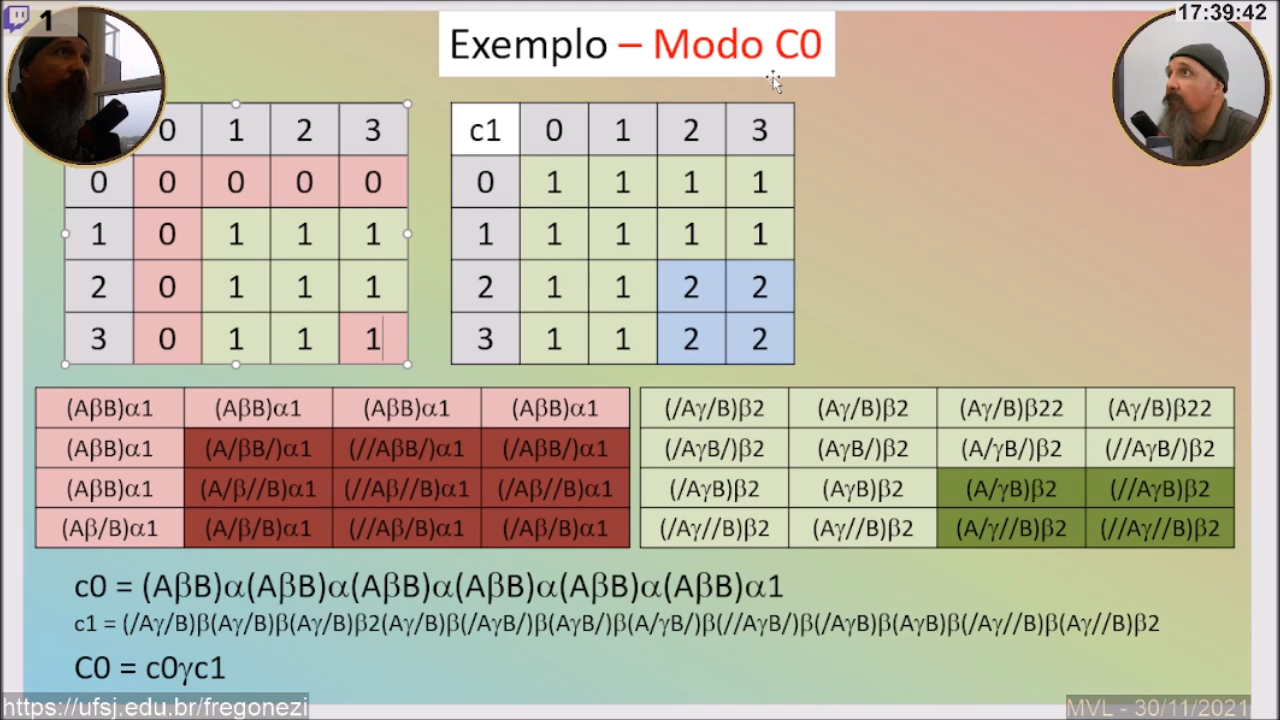 1
17:39:42
Exemplo – Modo C0
0 1 2 3
0 0 0 0 0
1 0 1 1 1
2 0 1 1 1
3 0 1 1 1
c1 0 1 2 3
0 1 1 1 1
1 1 1 1 1
2 1 1 2 2
3 1 1 2 2
(AβB)α1 (AβB)α1 (AβB)α1 (AβB)α1
(AβB)α1 (A/βB/)α1 (//AβB/)α1 (/AβB/)α1
(AβB)α1 (A/β//B)α1 (//Aβ//B)α1 (/Aβ//B)α1
(Aβ/B)α1 (A/β/B)α1 (//Aβ/B)α1 (/Aβ/B)α1
(/Aγ/B)β2 (Aγ/B)β2 (Aγ/B)β22 (Aγ/B)β22
(/AγB/)β2 (AγB/)β2 (A/γB/)β2 (//AγB/)β2
(/AγB)β2 (AγB)β2 (A/γB)β2 (//AγB)β2
(/Aγ//B)β2 (Aγ//B)β2 (A/γ//B)β2 (//Aγ//B)β2
c0 = (AβB)α(AβB)α(AβB)α(AβB)α(AβB)α(AβB)α1
c1 = (/Aγ/B)β(Aγ/B)β(Aγ/B)β2(Aγ/B)β(/AγB/)β(AγB/)β(A/γB/)β(//AγB/)β(/AγB)β(AγB)β(/Aγ//B)β(Aγ//B)β2
C0 = c0γc1
https://ufsj.edu.br/fregonezi
MVL - 30/11/2021